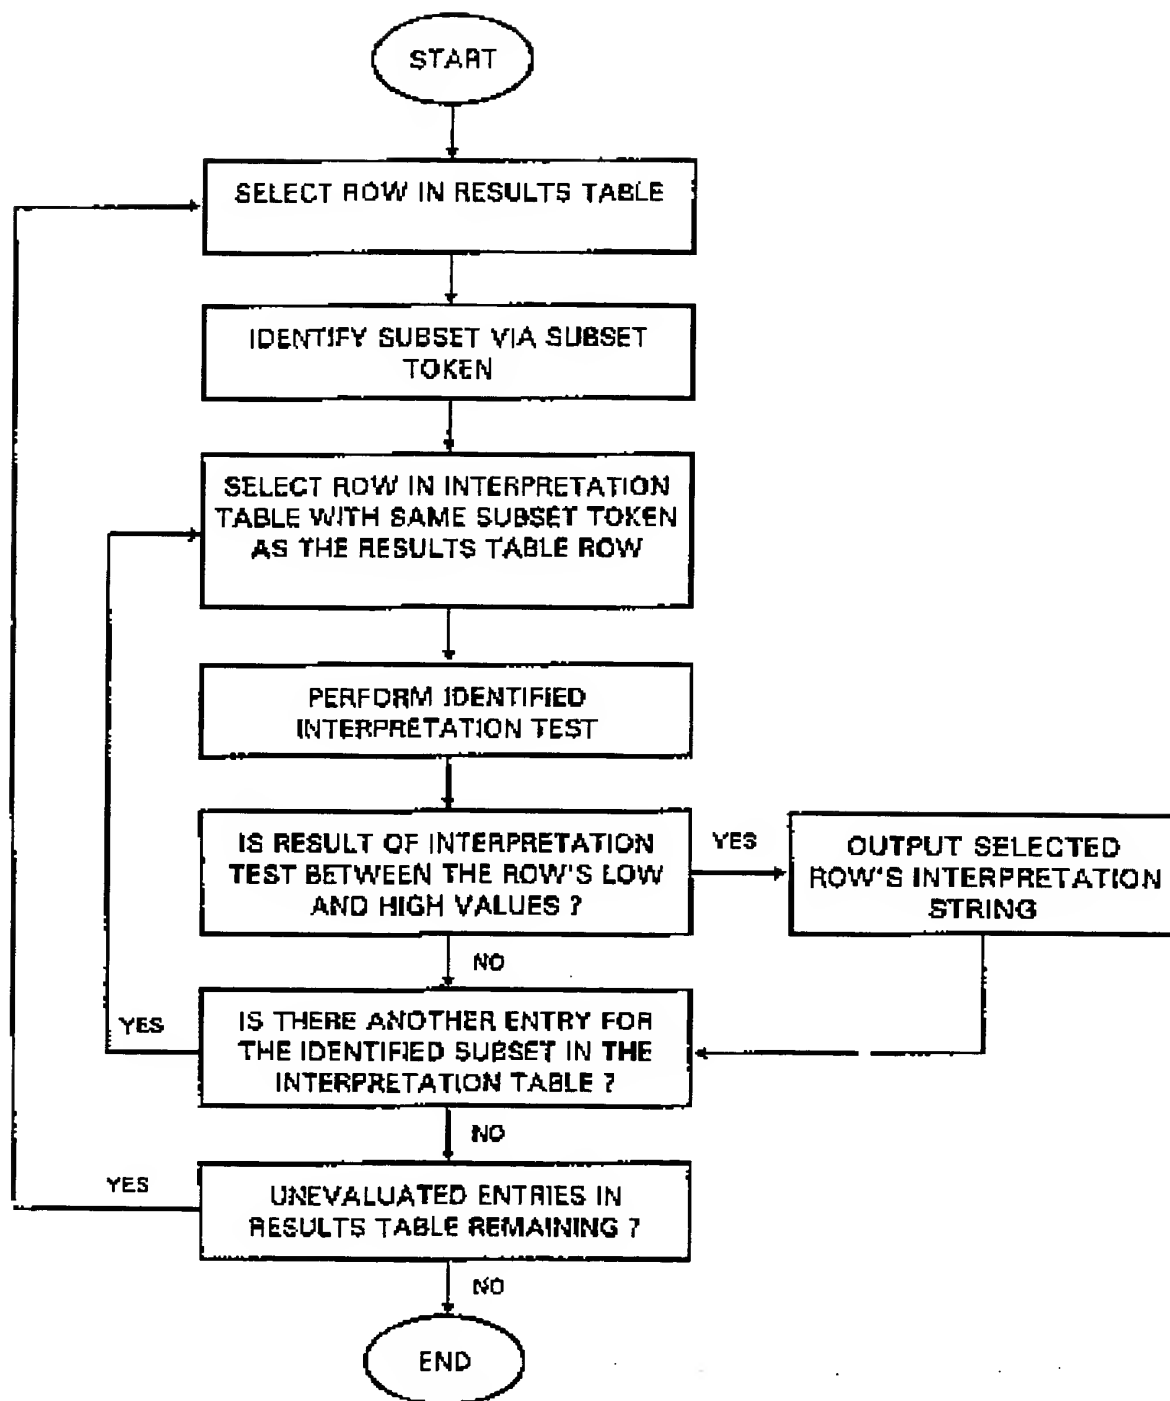 START
SELECT ROW IN RESULTS TABLE
IDENTIFY SUBSET VIA SUBSET
TOKEN
SELECT ROW IN INTERPRETATION
TABLE WITH SAME SUBSET TOKEN
AS THE RESULTS TABLE ROW
PERFORM IDENTIFIED
INTERPRETATION TEST
IS RESULT OF INTERPRETATION
TEST BETWEEN THE ROW'S LOW
AND HIGH VALUES ?
YES
OUTPUT SELECTED
ROW'S INTERPRETATION
STRING
NO
IS THERE ANOTHER ENTRY FOR
THE IDENTIFIED SUBSET IN THE
INTERPRETATION TABLE ?
YES
NO
UNEVALUATED ENTRIES IN
RESULTS TABLE REMAINING ?
YES
NO
END